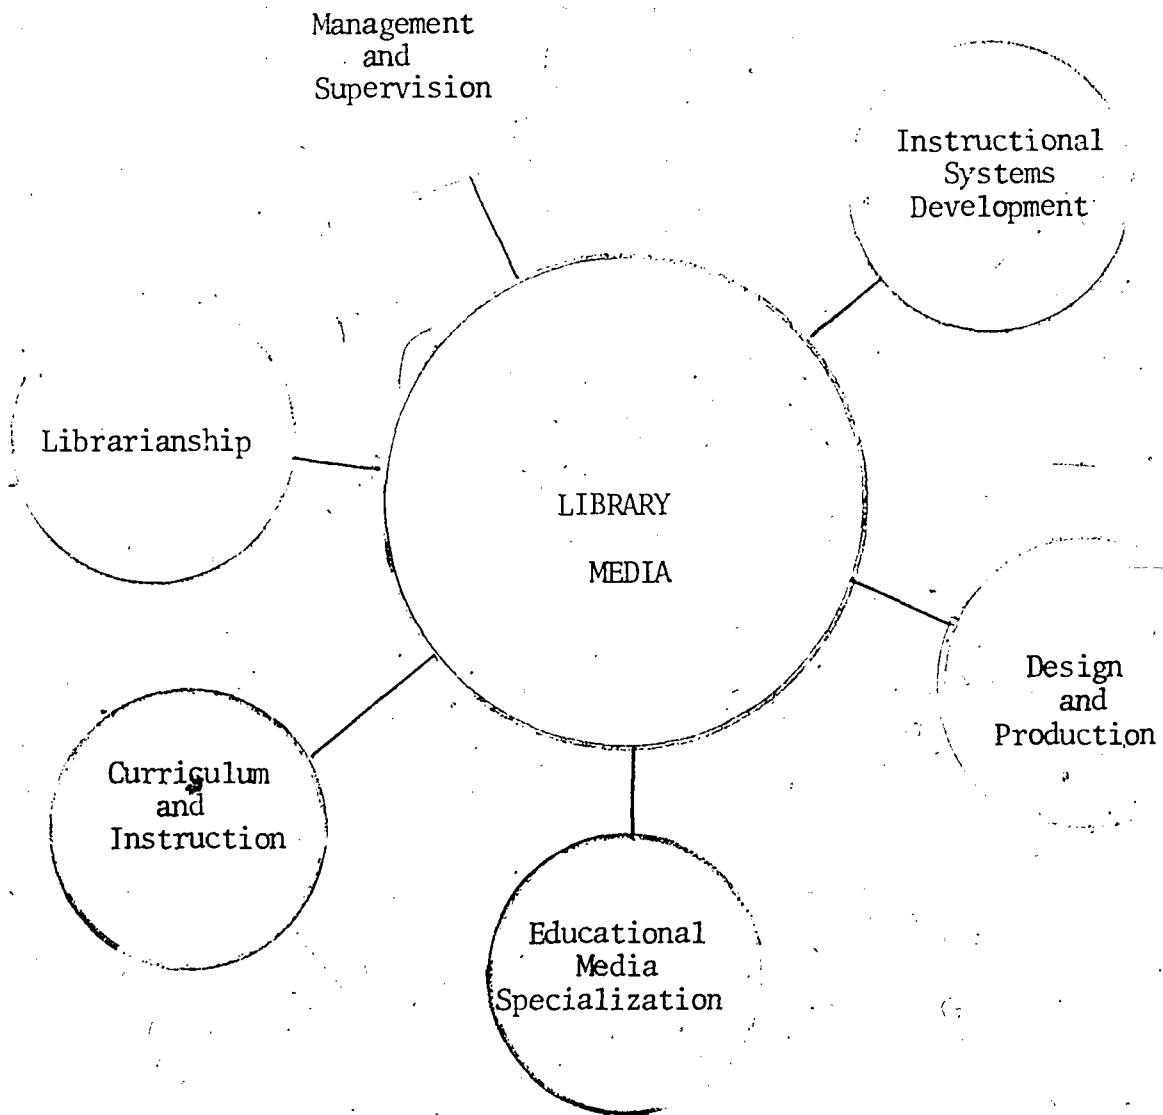 Management
and
Supervision
Instructional
Systems
Development
Librarianship
LIBRARY
MEDIA
Design
and
Production
Curriculum
and
Instruction
Educational
Media
Specialization